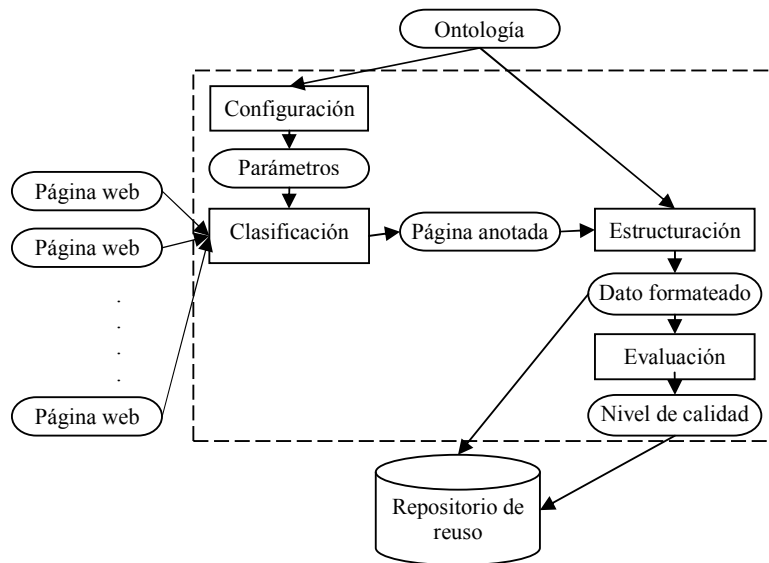 Ontología
Configuración
Parámetros
Página web
Clasificación
Página anotada
Estructuración
Página web
Dato formateado
Evaluación
Página web
Nivel de calidad
Repositorio de
reuso